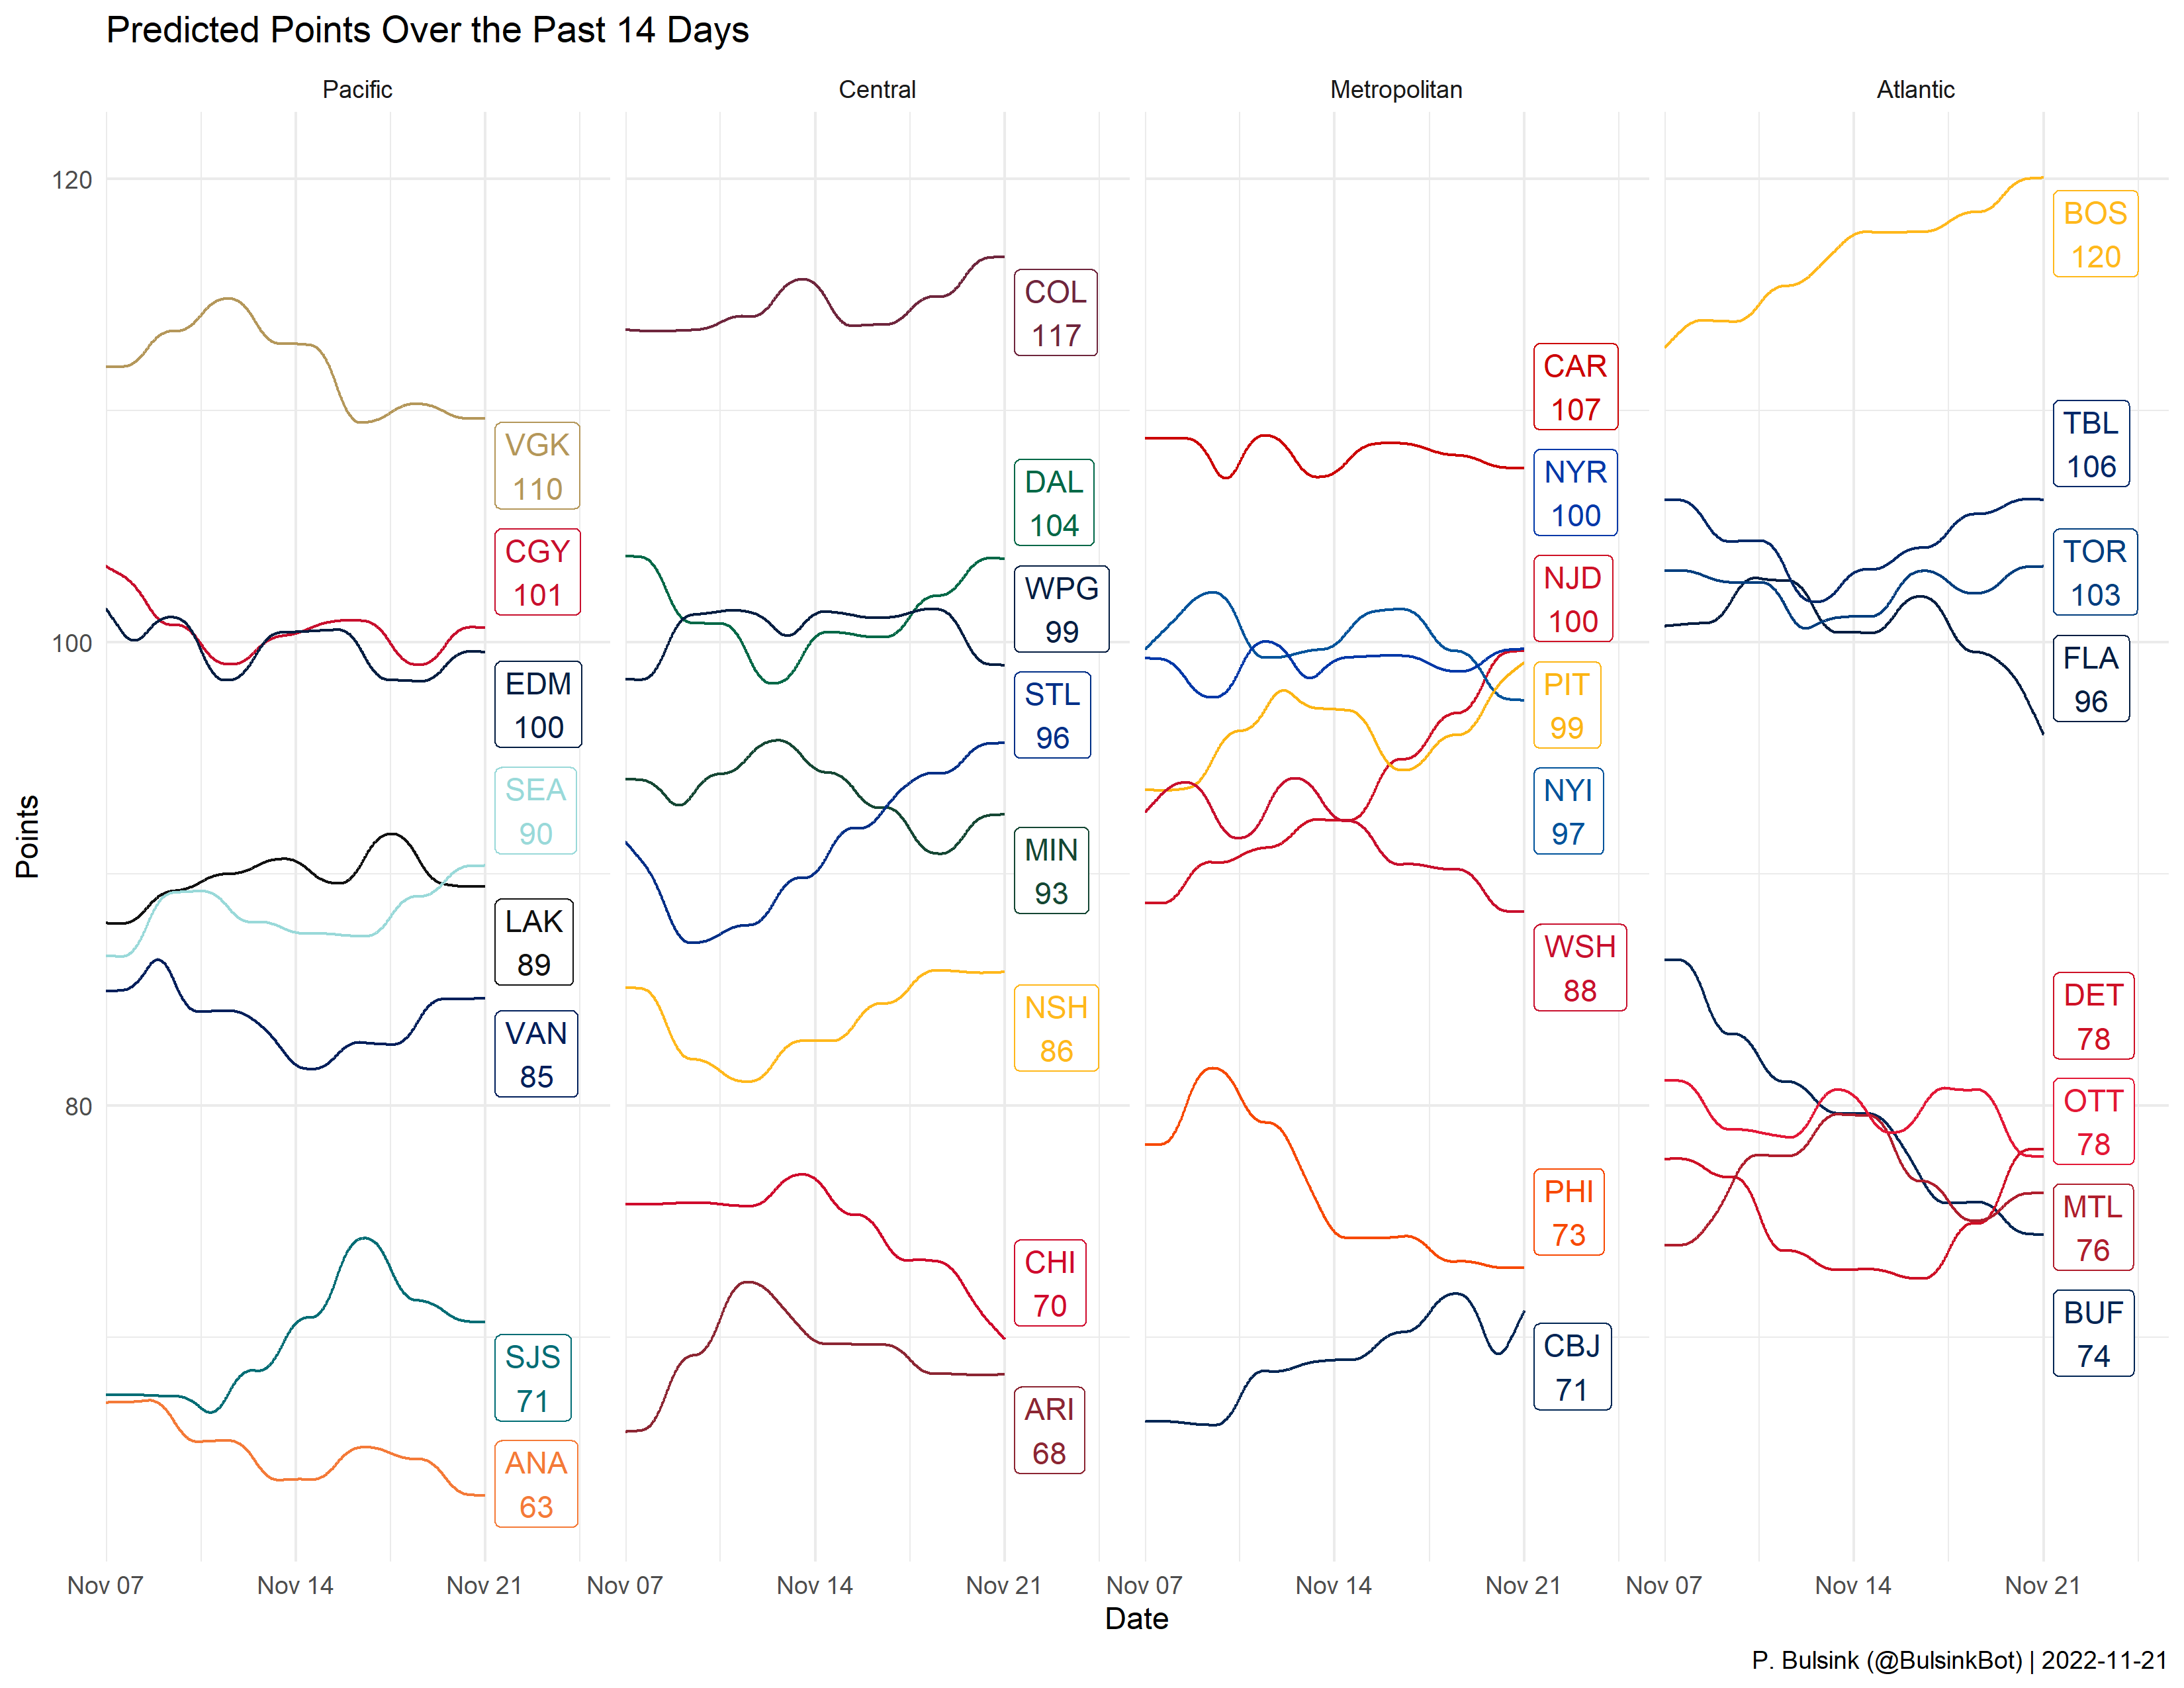 Predicted Points Over the Past 14 Days
Pacific
Central
Metropolitan
Atlantic
Points
120
100
80
VGK
110
CGY
101
EDM
100
SEA
90
LAK
89
VAN
85
SJS
71
ANA
63
COL
117
DAL
104
WPG
99
STL
96
MIN
93
NSH
86
CHI
70
ARI
68
CAR
107
NYR
100
NJD
100
PIT
99
NYI
97
WSH
88
PHI
73
CBJ
71
BOS
120
TBL
106
TOR
103
FLA
96
DET
78
OTT
78
MTL
76
BUF
74
Nov 07
Nov 14
Nov 21
Nov 07
Nov 14
Nov 21
Nov 07
Nov 14
Nov 21
Nov 07
Nov 14
Nov 21
Date
P. Bulsink (@BulsinkBot) | 2022-11-21